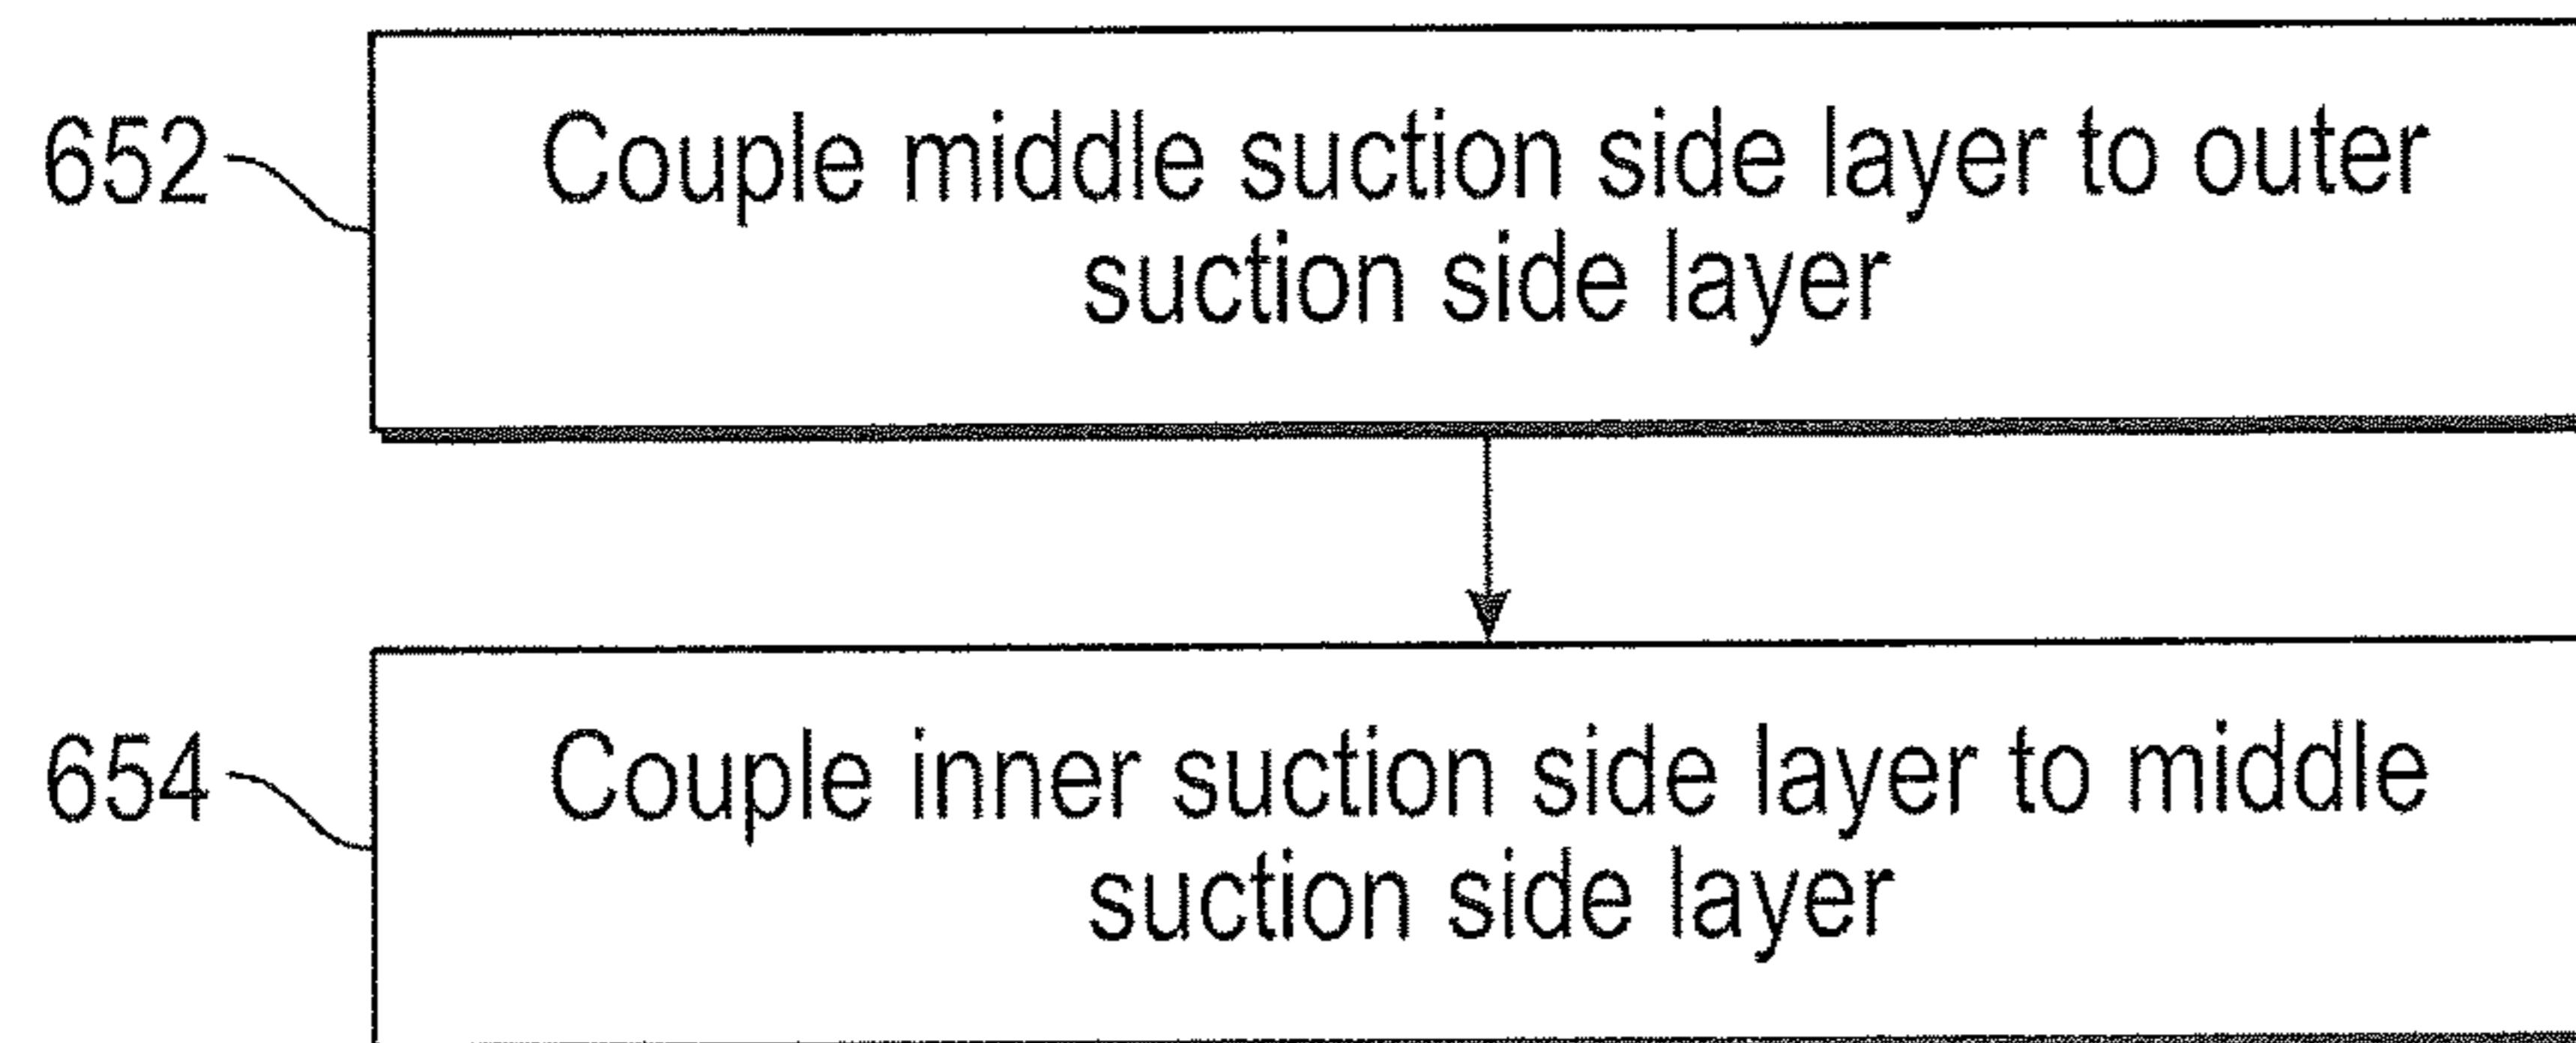 652
Couple middle suction side layer to outer
suction side layer
654
Couple inner suction side layer to middle
suction side layer